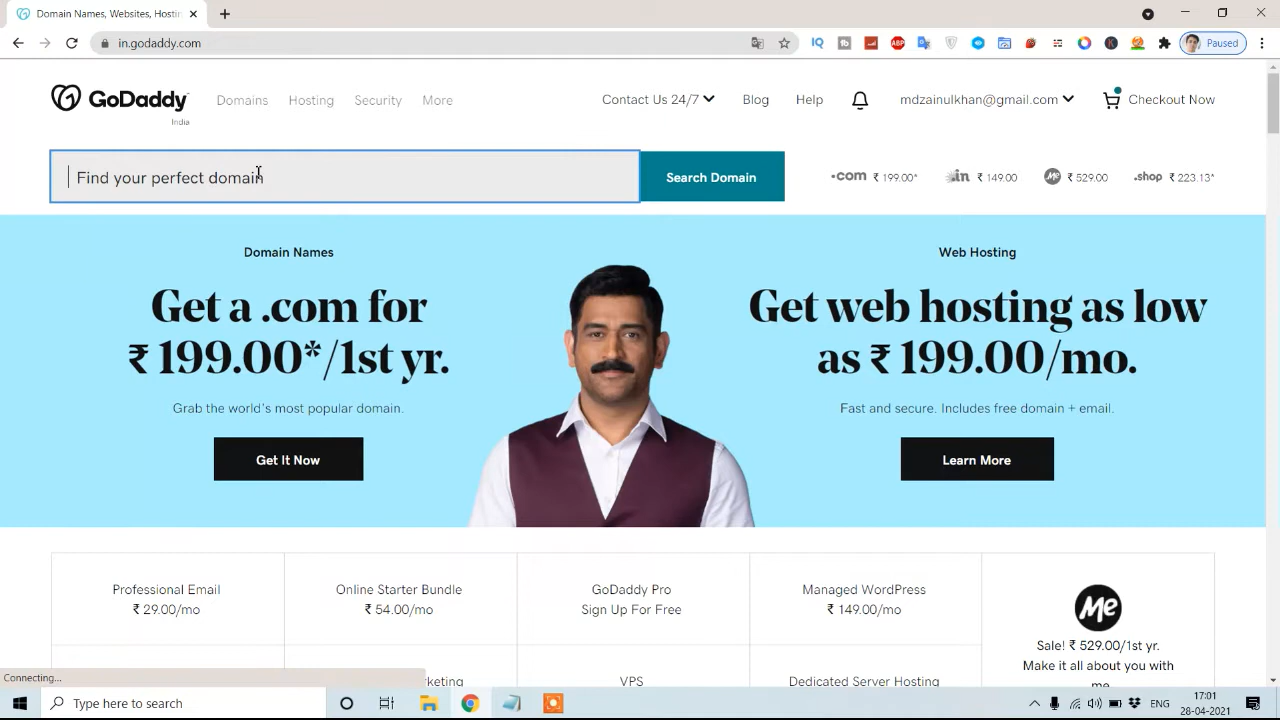 Domain Names, Websites, Hostin
in.godaddy.com
IQ
ABP
Paused
GoDaddy
India
Domains
Hosting
Security
More
Contact Us 24/7
Blog
Help
mdzainulkhan@gmail.com
Checkout Now
Find your perfect domain
Search Domain
.com ₹ 199.00*
.in ₹ 149.00
Me ₹ 529.00
.shop ₹ 223.13*
Domain Names
Get a .com for
₹ 199.00*/1st yr.
Grab the world's most popular domain.
Get It Now
Web Hosting
Get web hosting as low
as ₹ 199.00/mo.
Fast and secure. Includes free domain + email.
Learn More
Professional Email
₹ 29.00/mo
Online Starter Bundle
₹ 54.00/mo
GoDaddy Pro
Sign Up For Free
Managed WordPress
₹ 149.00/mo
Me
Sale! ₹ 529.00/1st yr.
Make it all about you with
Connecting...
VPS
Dedicated Server Hosting
Type here to search
ENG
17:01
28-04-2021